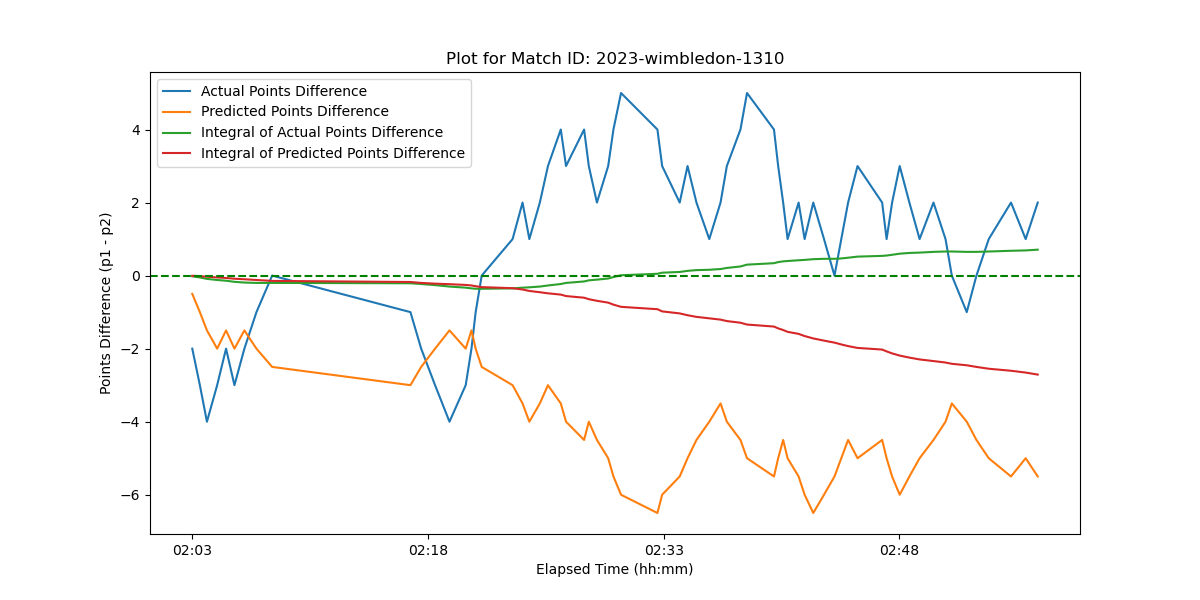 Plot for Match ID: 2023-wimbledon-1310
Actual Points Difference
Predicted Points Difference
Integral of Actual Points Difference
Integral of Predicted Points Difference
Points Difference (p1 - p2)
4
2
0
−2
−4
−6
02:03 02:18 02:33 02:48
Elapsed Time (hh:mm)